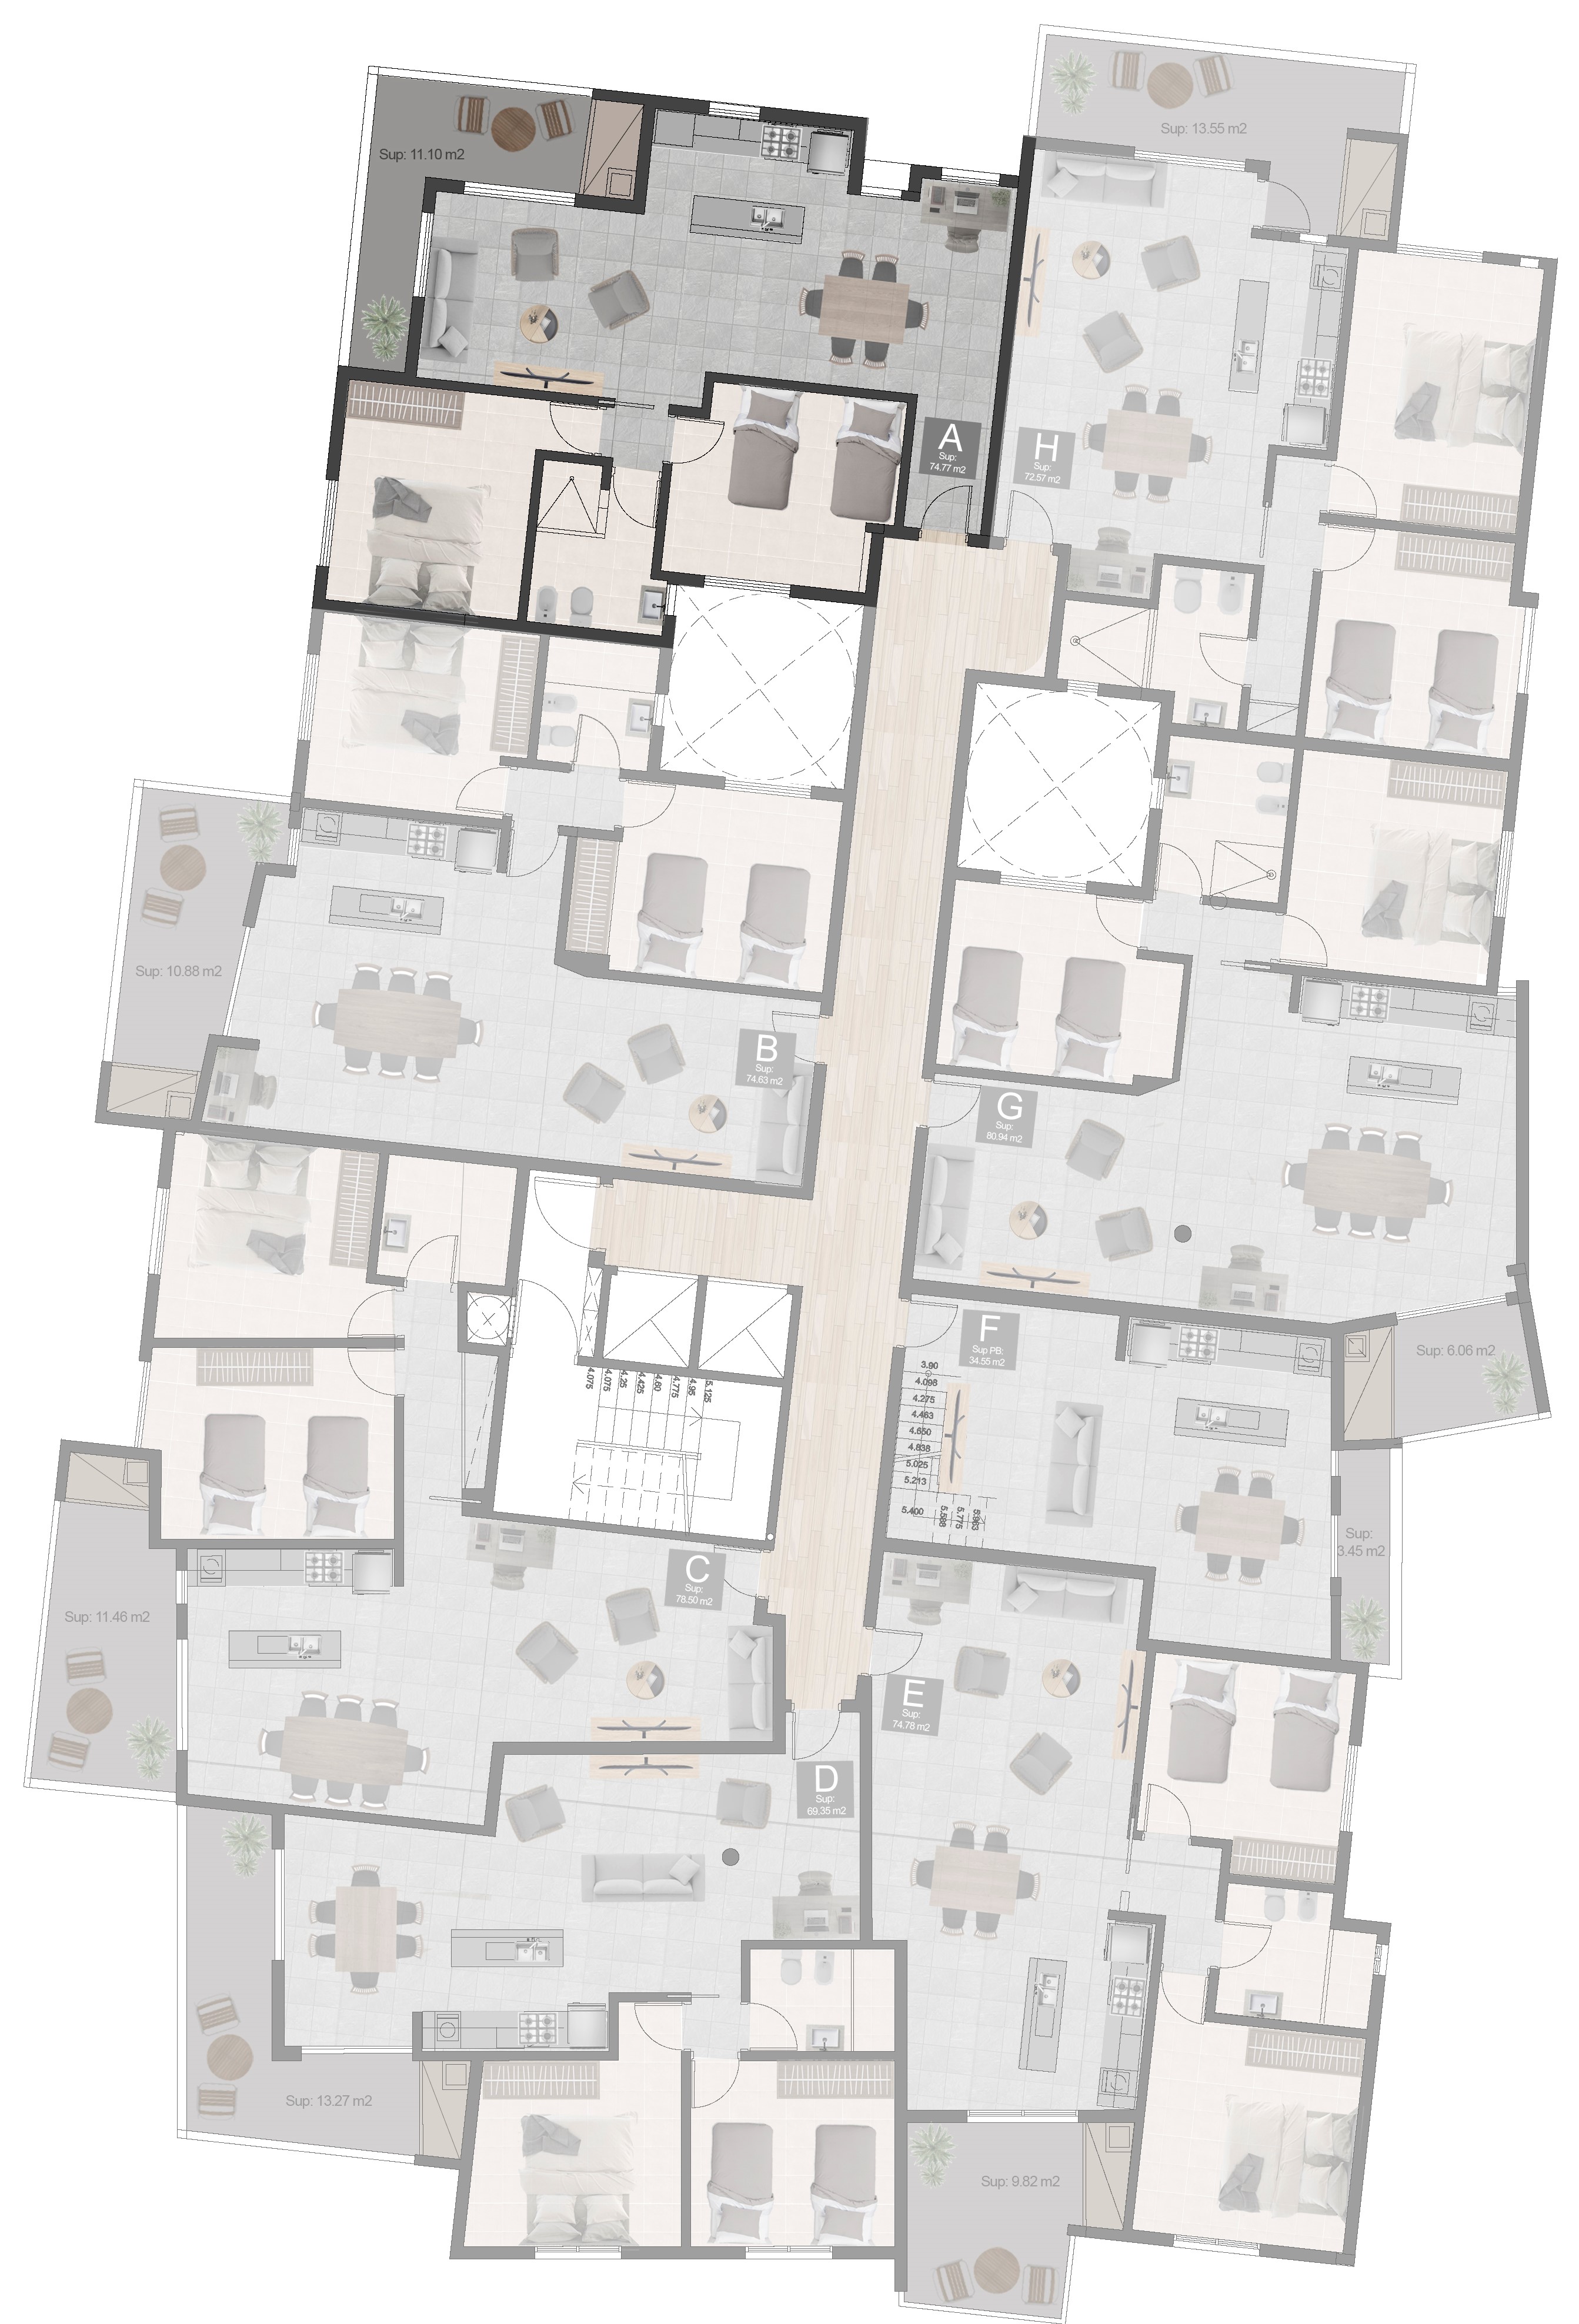 Sup: 13.55 m2
Sup: 11.10 m2
A
Sup:
74.77 m2
H
Sup:
72.57 m2
Sup: 10.88 m2
B
Sup:
74.63 m2
G
Sup:
80.94 m2
F
Sup PB:
34.55 m2
Sup: 6.06 m2
3.90
4.098
4.275
4.463
4.650
4.838
5.025
5.213
5.400
5.588
5.775
5.963
4.075
4.075
4.25
4.425
4.60
4.775
4.95
5.125
Sup:
3.45 m2
C
Sup:
78.50 m2
Sup: 11.46 m2
E
Sup:
74.78 m2
D
Sup:
69.35 m2
Sup: 13.27 m2
Sup: 9.82 m2